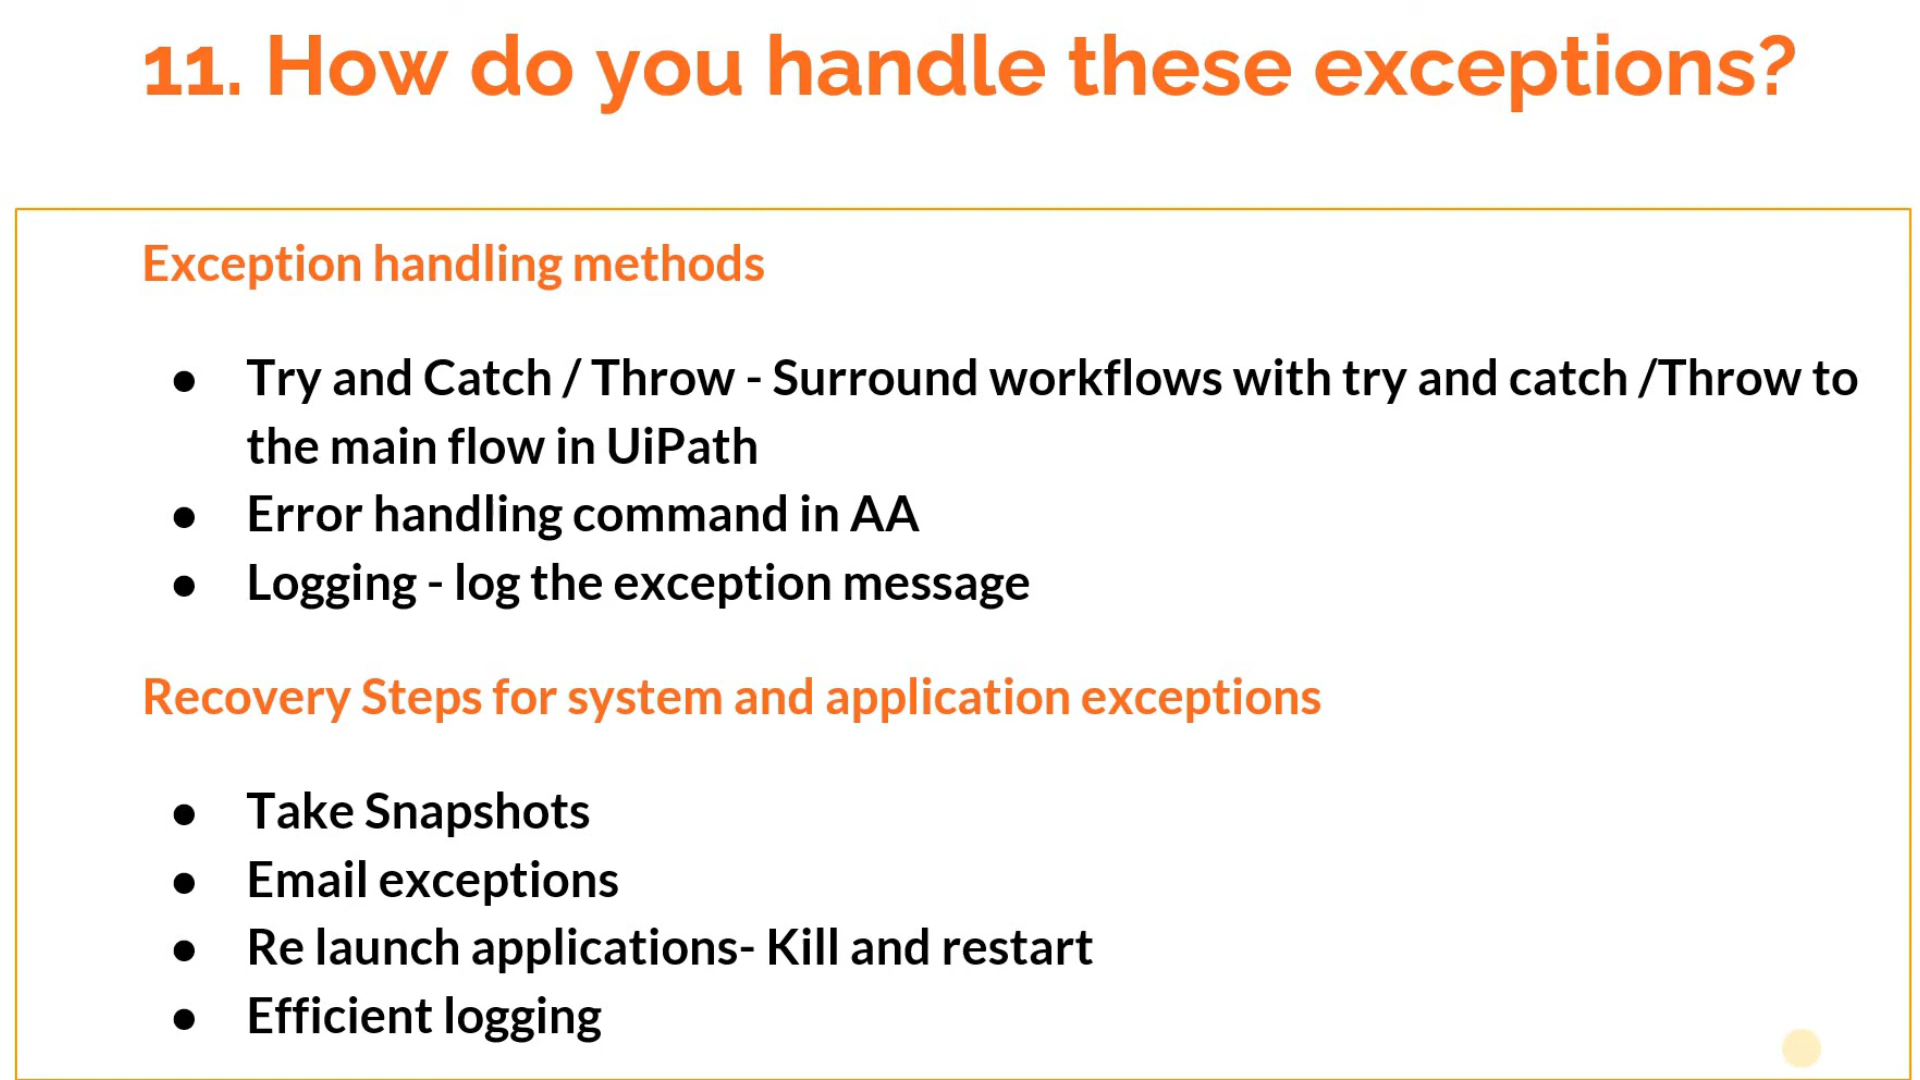 11. How do you handle these exceptions?
Exception handling methods
● Try and Catch / Throw - Surround workflows with try and catch /Throw to
the main flow in UiPath
● Error handling command in AA
● Logging - log the exception message
Recovery Steps for system and application exceptions
● Take Snapshots
● Email exceptions
● Re launch applications- Kill and restart
● Efficient logging